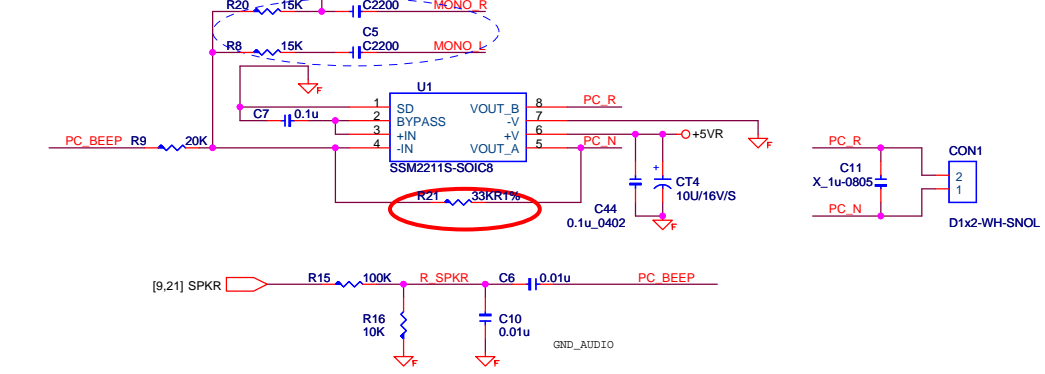 R20 15K C2200 MONO_R
C5
R8 15K C2200 MONO_L
F
U1
C7 0.1u
1 SD VOUT_B 8 PC_R
2 BYPASS -V 7
3 +IN +V 6 +5VR
4 -IN VOUT_A 5 PC_N
PC_BEEP R9 20K
SSM2211S-SOIC8
F
R21 33KR1%
+
CT4
10U/16V/S
C44
0.1u_0402
F
PC_R
C11
X_1u-0805
PC_N
CON1
2
1
D1x2-WH-SNOL
[9,21] SPKR R15 100K R_SPKR C6 0.01u PC_BEEP
R16
10K
C10
0.01u
GND_AUDIO
F
F